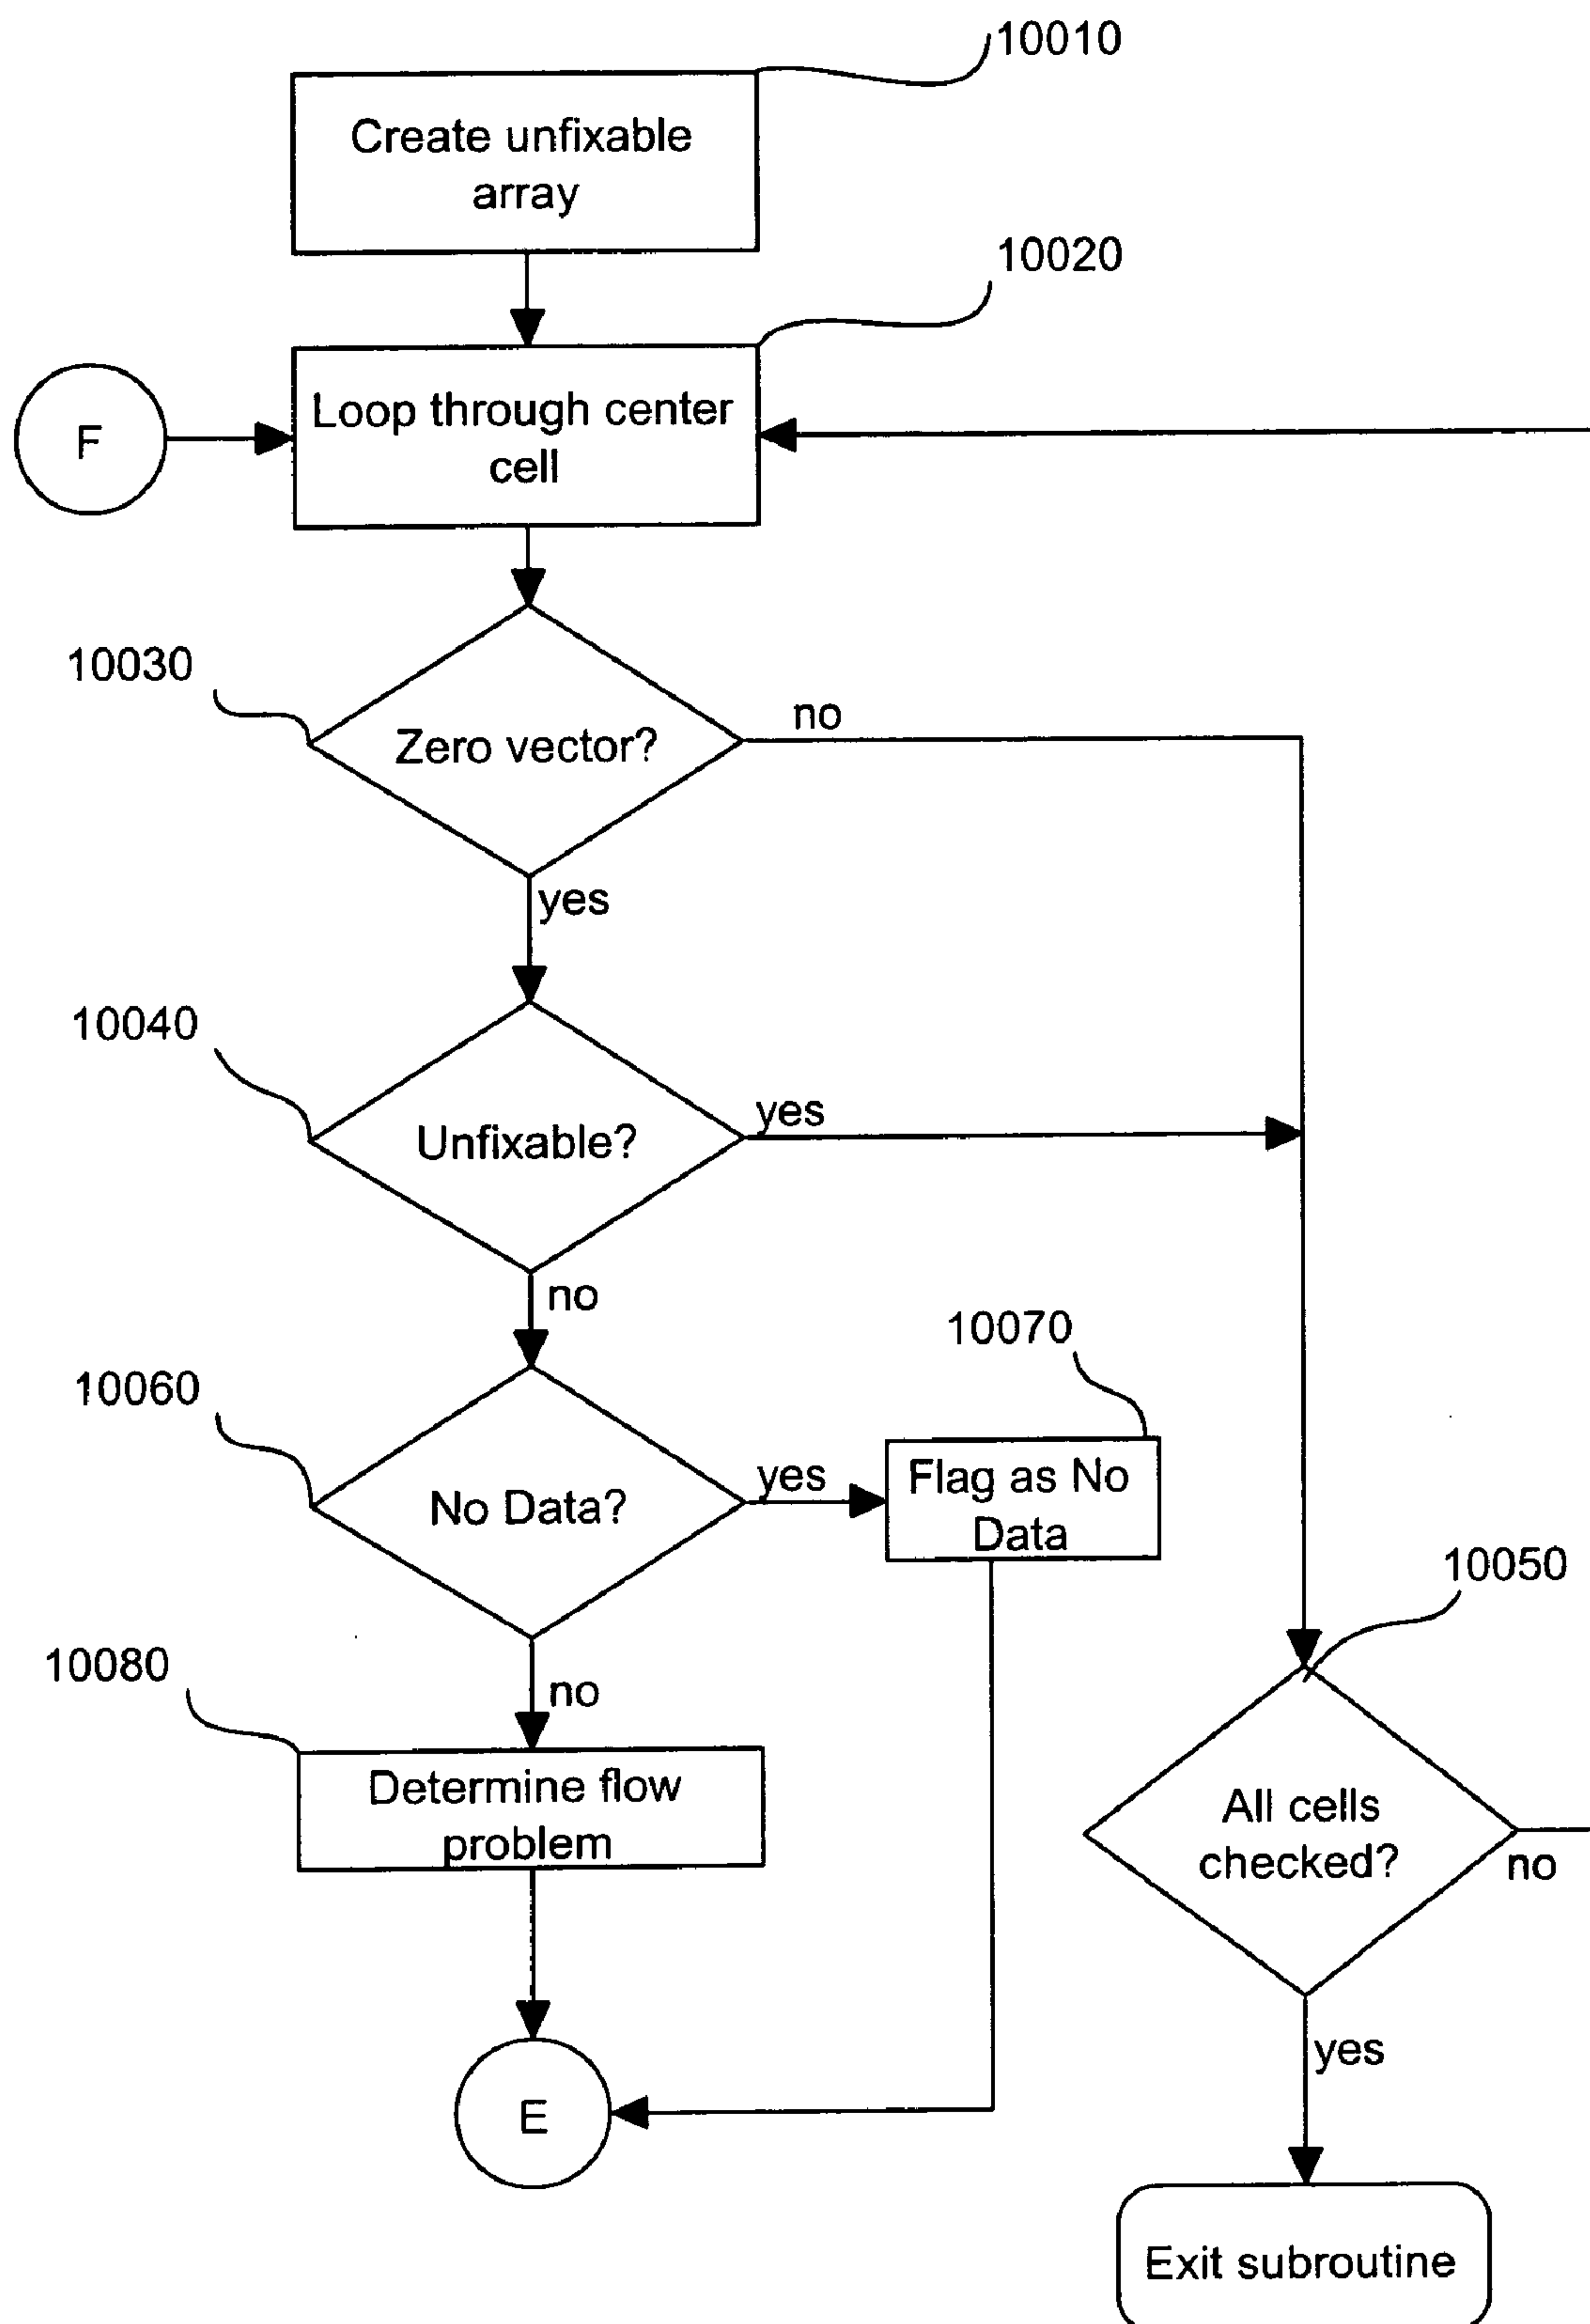 10010
Create unfixable
array
10020
F
Loop through center
cell
10030
Zero vector?
no
yes
10040
Unfixable?
yes
no
10060
No Data?
yes
10070
Flag as No
Data
no
10050
10080
Determine flow
problem
All cells
checked?
no
yes
E
Exit subroutine